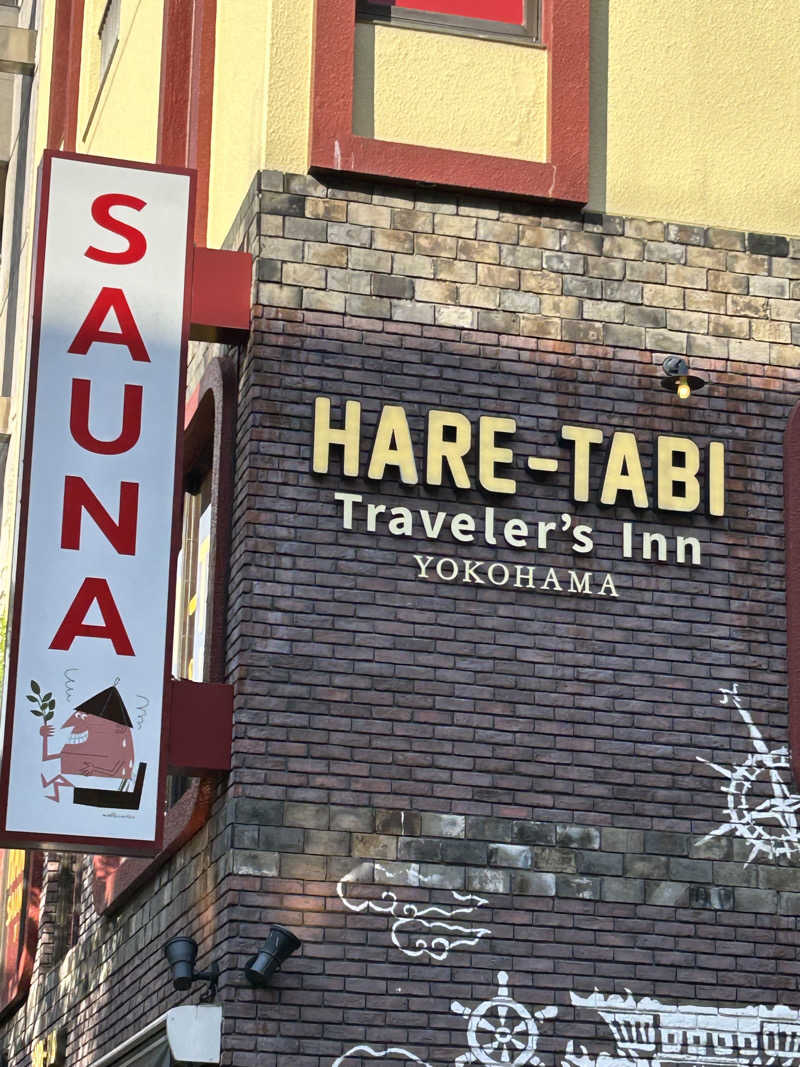 SAUNA
HARE-TABI
Traveler's Inn
YOKOHAMA